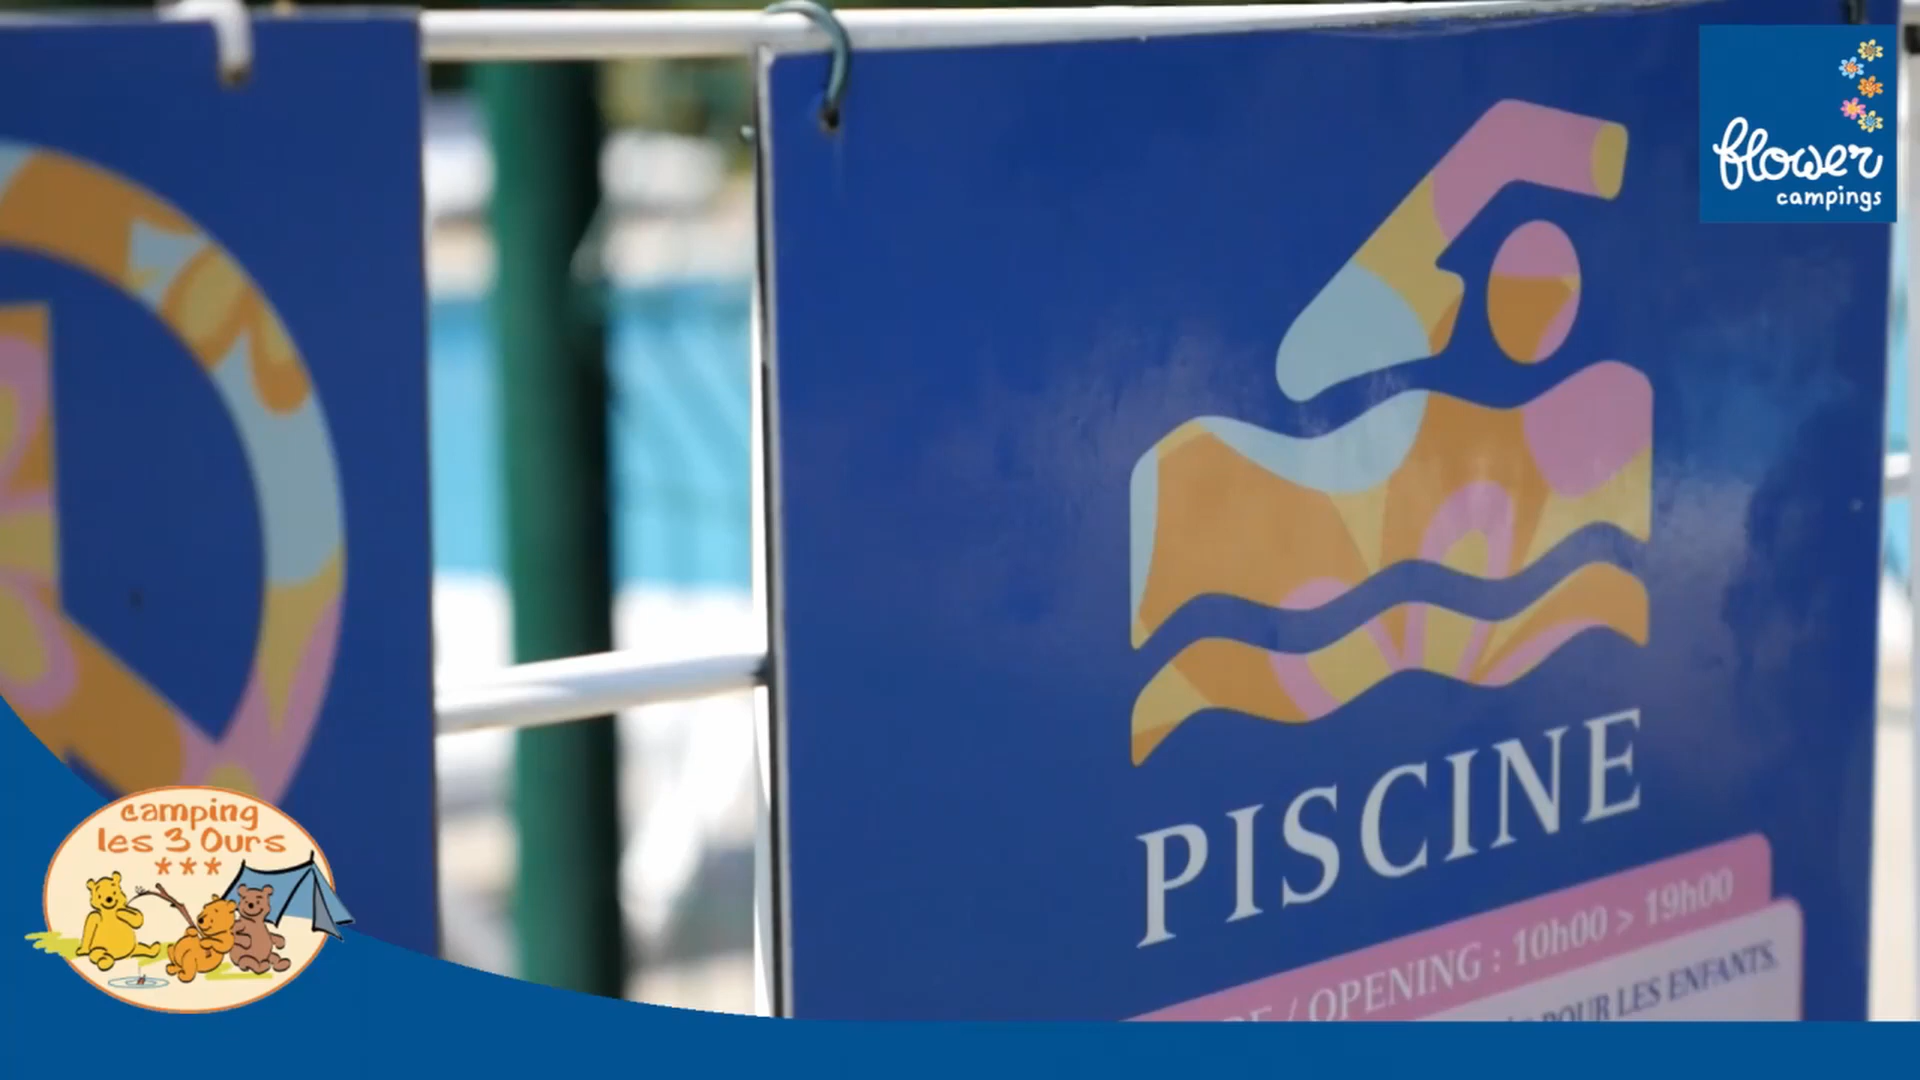 flower
campings
PISCINE
/ OPENING : 10h00 > 19h00
POUR LES ENFANTS.
camping
les 3 Ours
***